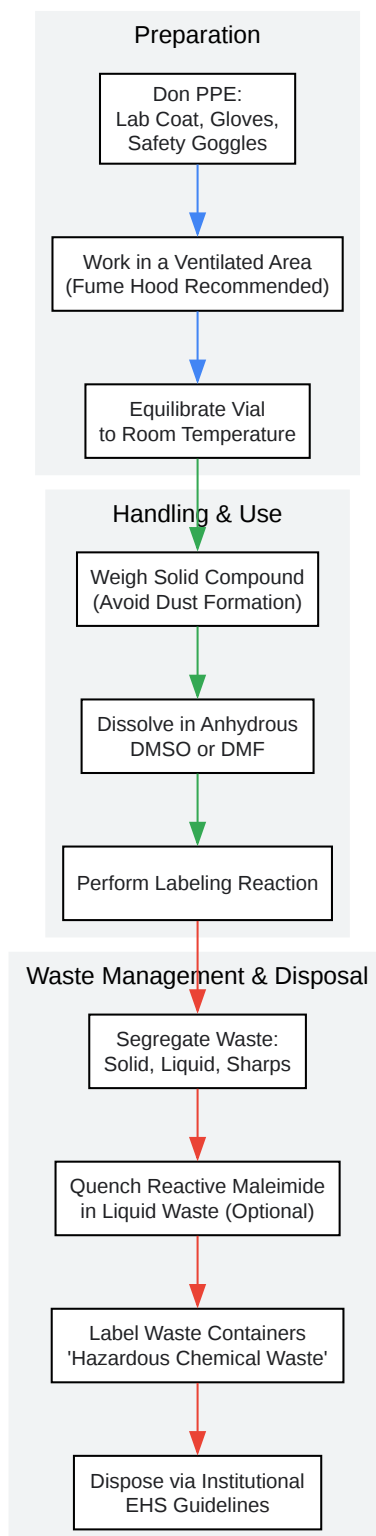 Preparation
Don PPE:
Lab Coat, Gloves,
Safety Goggles
Work in a Ventilated Area
(Fume Hood Recommended)
Equilibrate Vial
to Room Temperature
Handling & Use
Weigh Solid Compound
(Avoid Dust Formation)
Dissolve in Anhydrous
DMSO or DMF
Perform Labeling Reaction
Waste Management & Disposal
Segregate Waste:
Solid, Liquid, Sharps
Quench Reactive Maleimide
in Liquid Waste (Optional)
Label Waste Containers
'Hazardous Chemical Waste'
Dispose via Institutional
EHS Guidelines